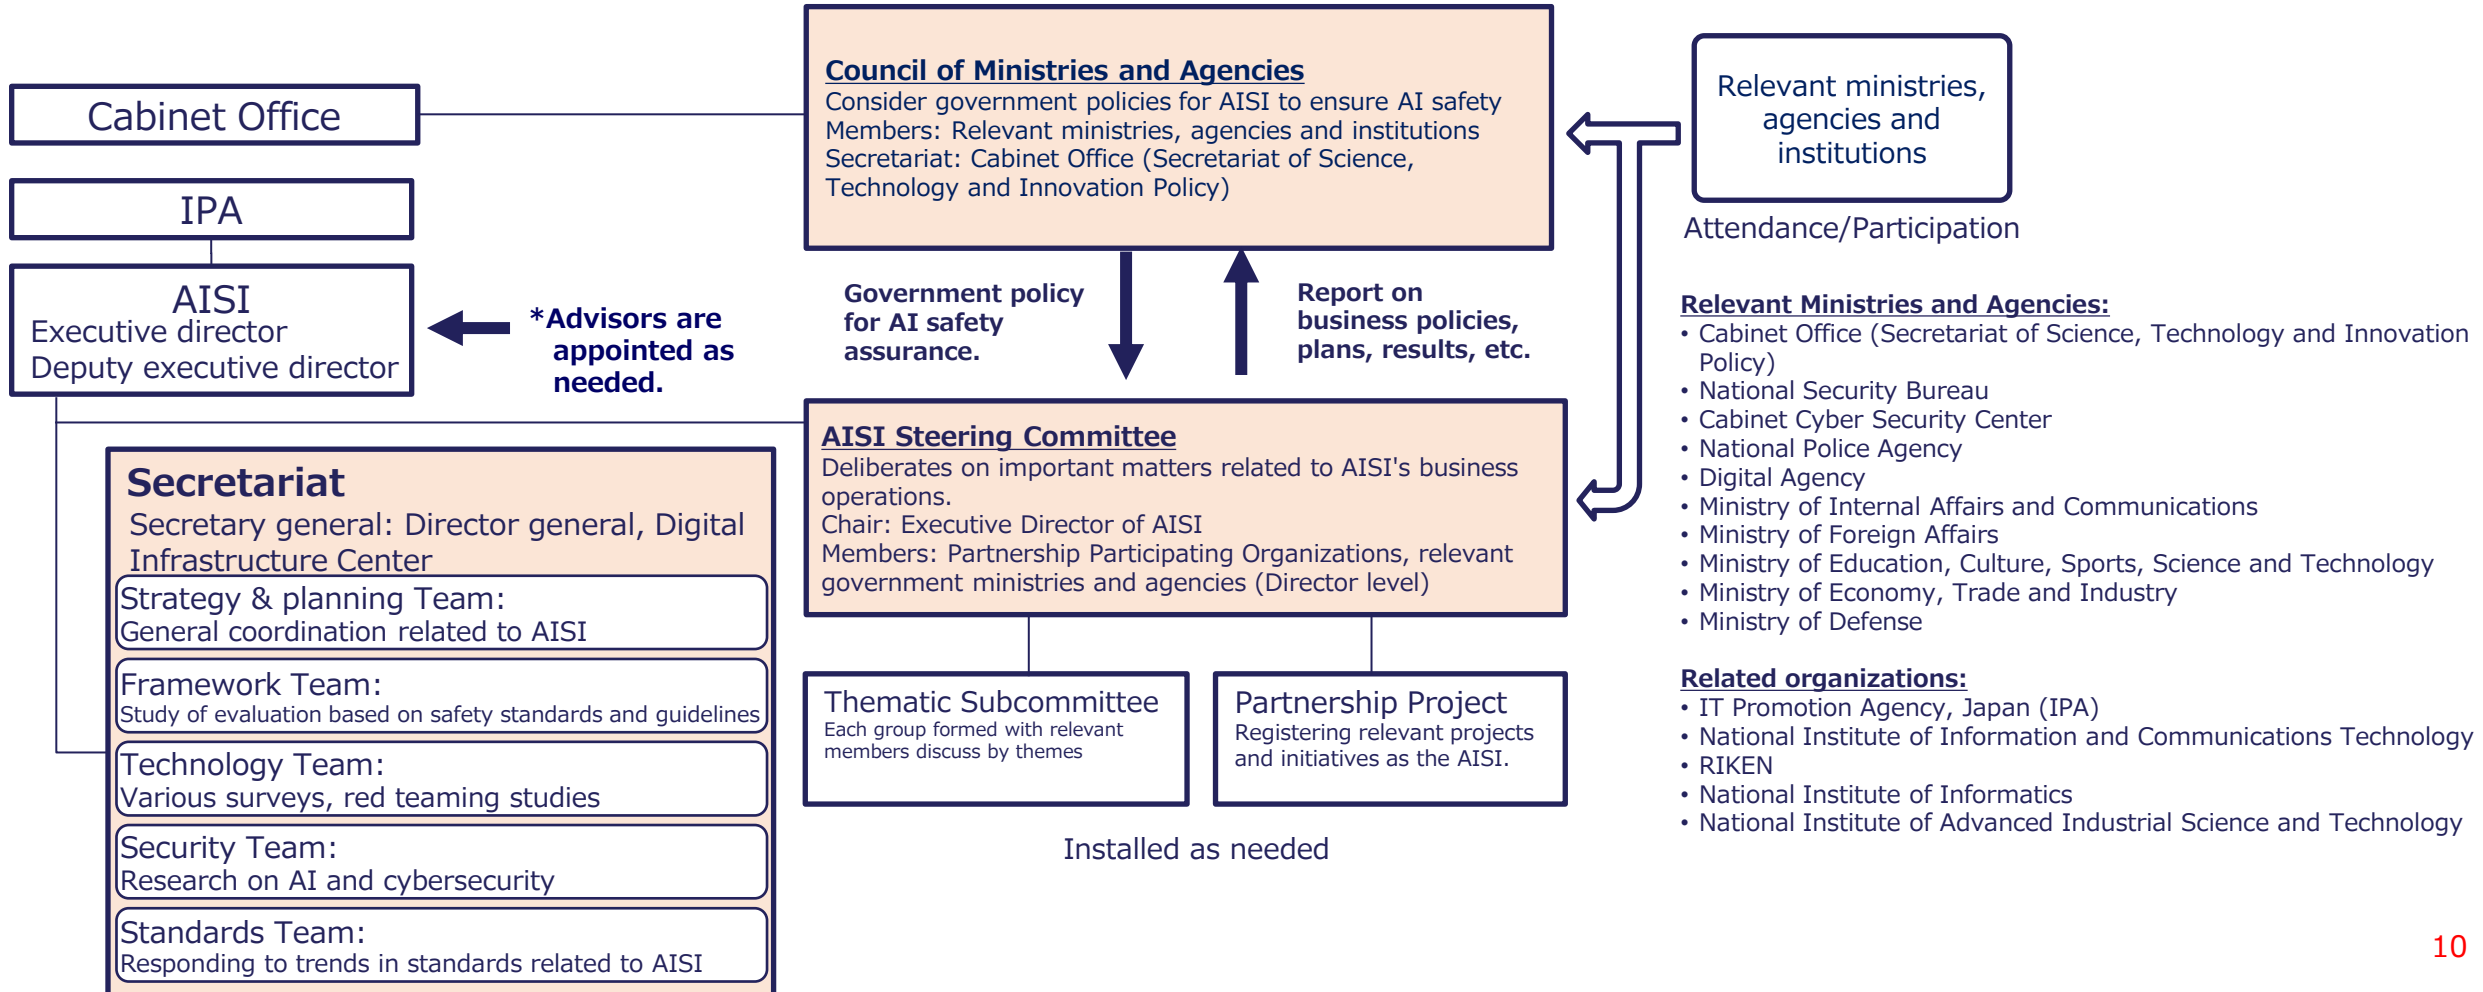 Cabinet Office
IPA
AISI
Executive director
Deputy executive director
*Advisors are
appointed as
needed.
Council of Ministries and Agencies
Consider government policies for AISI to ensure AI safety
Members: Relevant ministries, agencies and institutions
Secretariat: Cabinet Office (Secretariat of Science,
Technology and Innovation Policy)
Government policy
for AI safety
assurance.
Report on
business policies,
plans, results, etc.
AISI Steering Committee
Deliberates on important matters related to AISI's business
operations.
Chair: Executive Director of AISI
Members: Partnership Participating Organizations, relevant
government ministries and agencies (Director level)
Thematic Subcommittee
Each group formed with relevant
members discuss by themes
Partnership Project
Registering relevant projects
and initiatives as the AISI.
Installed as needed
Secretariat
Secretary general: Director general, Digital
Infrastructure Center
Strategy & planning Team:
General coordination related to AISI
Framework Team:
Study of evaluation based on safety standards and guidelines
Technology Team:
Various surveys, red teaming studies
Security Team:
Research on AI and cybersecurity
Standards Team:
Responding to trends in standards related to AISI
Relevant ministries,
agencies and
institutions
Attendance/Participation
Relevant Ministries and Agencies:
• Cabinet Office (Secretariat of Science, Technology and Innovation
Policy)
• National Security Bureau
• Cabinet Cyber Security Center
• National Police Agency
• Digital Agency
• Ministry of Internal Affairs and Communications
• Ministry of Foreign Affairs
• Ministry of Education, Culture, Sports, Science and Technology
• Ministry of Economy, Trade and Industry
• Ministry of Defense
Related organizations:
• IT Promotion Agency, Japan (IPA)
• National Institute of Information and Communications Technology
• RIKEN
• National Institute of Informatics
• National Institute of Advanced Industrial Science and Technology
10